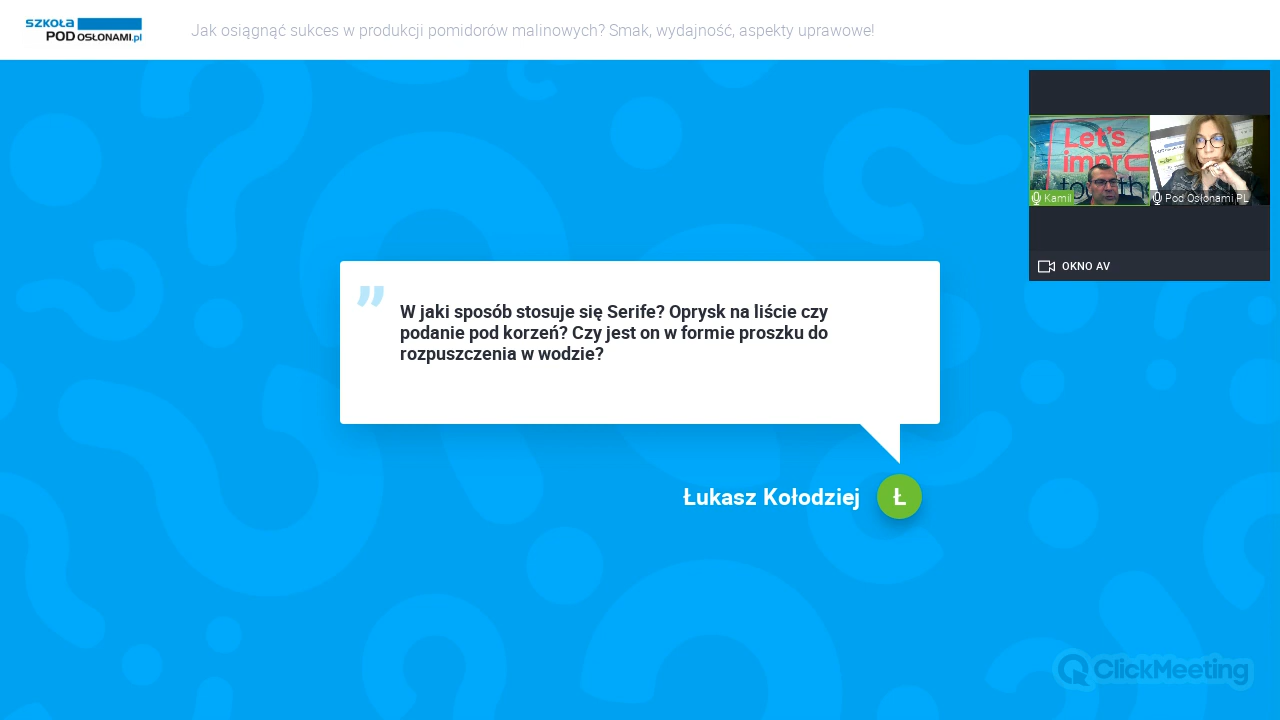 SZKOŁA
POD OSŁONAMI.pl
Jak osiągnąć sukces w produkcji pomidorów malinowych? Smak, wydajność, aspekty uprawowe!
Let's
impr
togethe
Kamil
Pod Osłonami PL
OKNO AV
W jaki sposób stosuje się Serife? Oprysk na liście czy
podanie pod korzeń? Czy jest on w formie proszku do
rozpuszczenia w wodzie?
Łukasz Kołodziej
Ł
ClickMeeting